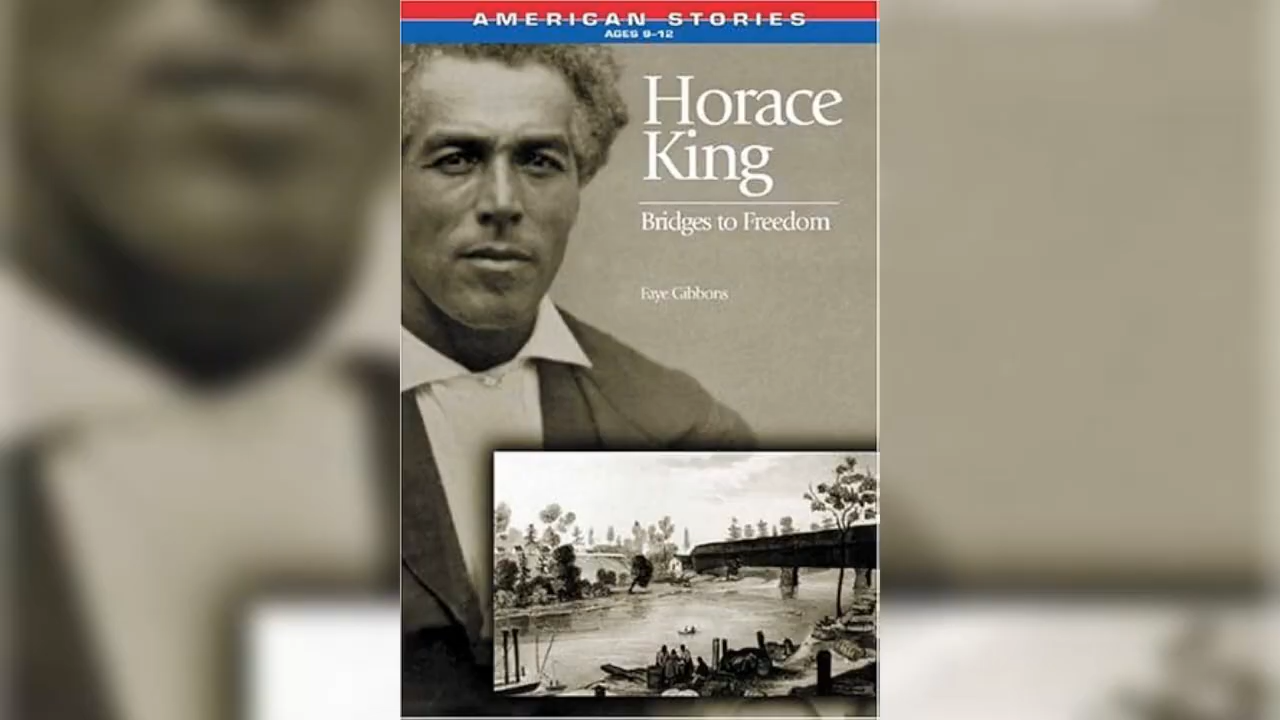 AMERICAN STORIES
AGES 9–12
Horace
King
Bridges to Freedom
Faye Gibbons